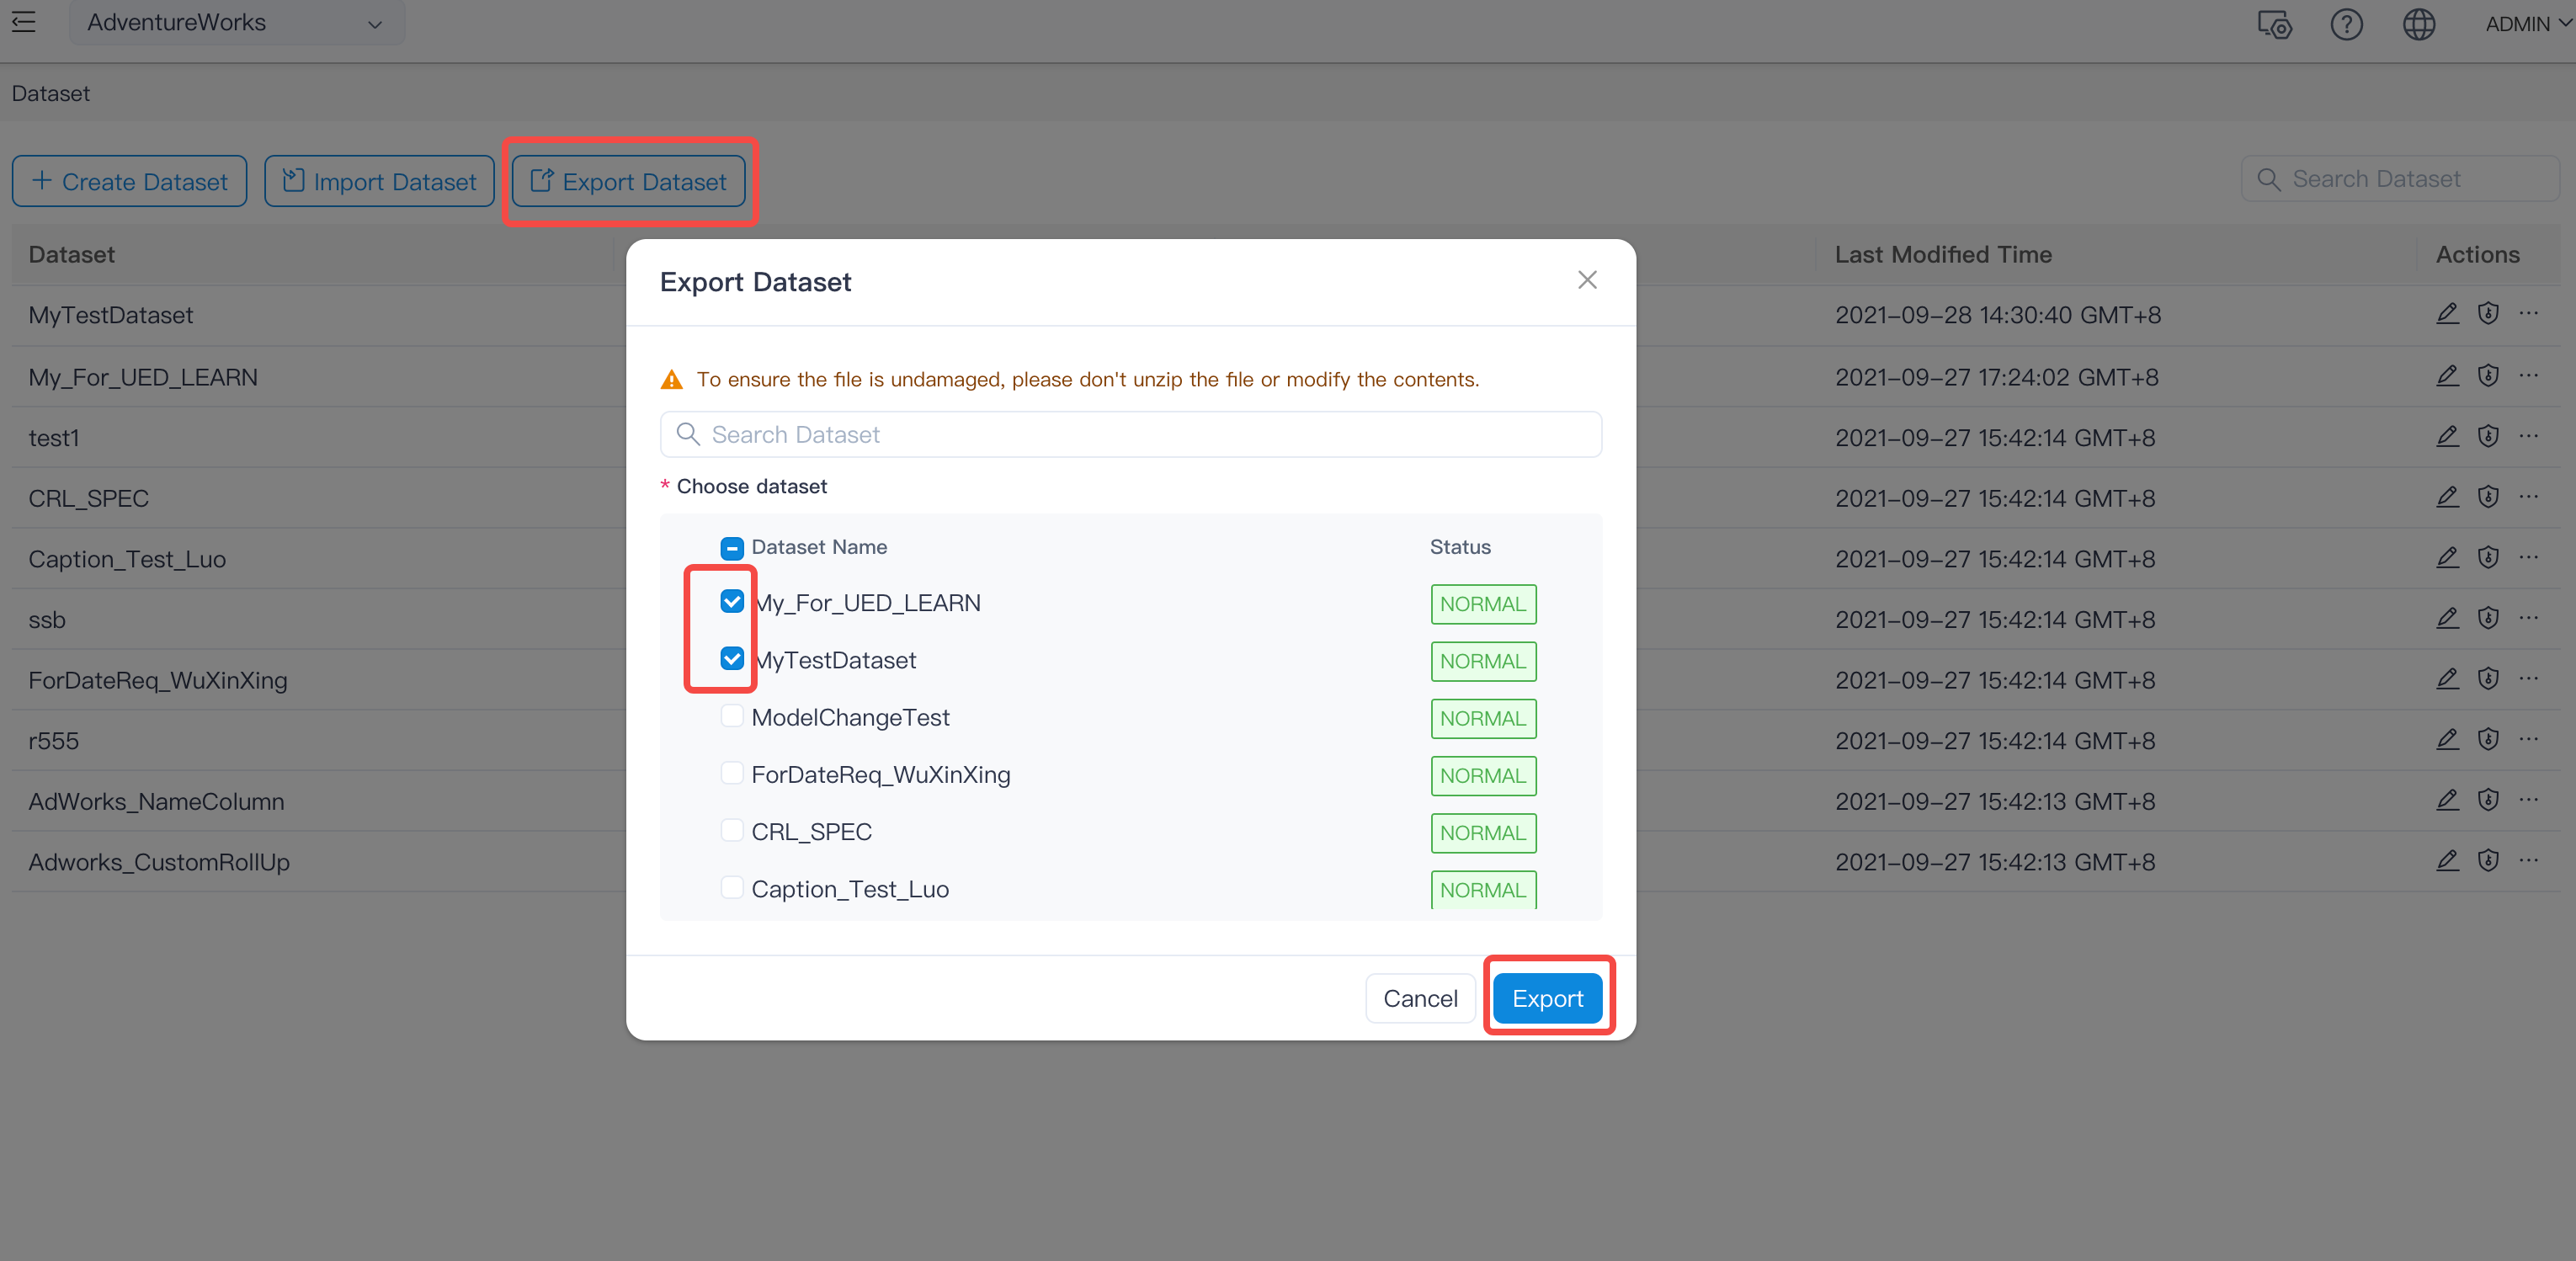 AdventureWorks
ADMIN
Dataset
Create Dataset
Import Dataset
Export Dataset
Search Dataset
Dataset
Last Modified Time
Actions
MyTestDataset
2021-09-28 14:30:40 GMT+8
My_For_UED_LEARN
2021-09-27 17:24:02 GMT+8
test1
2021-09-27 15:42:14 GMT+8
CRL_SPEC
2021-09-27 15:42:14 GMT+8
Caption_Test_Luo
2021-09-27 15:42:14 GMT+8
ssb
2021-09-27 15:42:14 GMT+8
ForDateReq_WuXinXing
2021-09-27 15:42:14 GMT+8
r555
2021-09-27 15:42:14 GMT+8
AdWorks_NameColumn
2021-09-27 15:42:13 GMT+8
Adworks_CustomRollUp
2021-09-27 15:42:13 GMT+8
Export Dataset
To ensure the file is undamaged, please don't unzip the file or modify the contents.
Search Dataset
* Choose dataset
Dataset Name
Status
My_For_UED_LEARN
NORMAL
MyTestDataset
NORMAL
ModelChangeTest
NORMAL
ForDateReq_WuXinXing
NORMAL
CRL_SPEC
NORMAL
Caption_Test_Luo
NORMAL
Cancel
Export